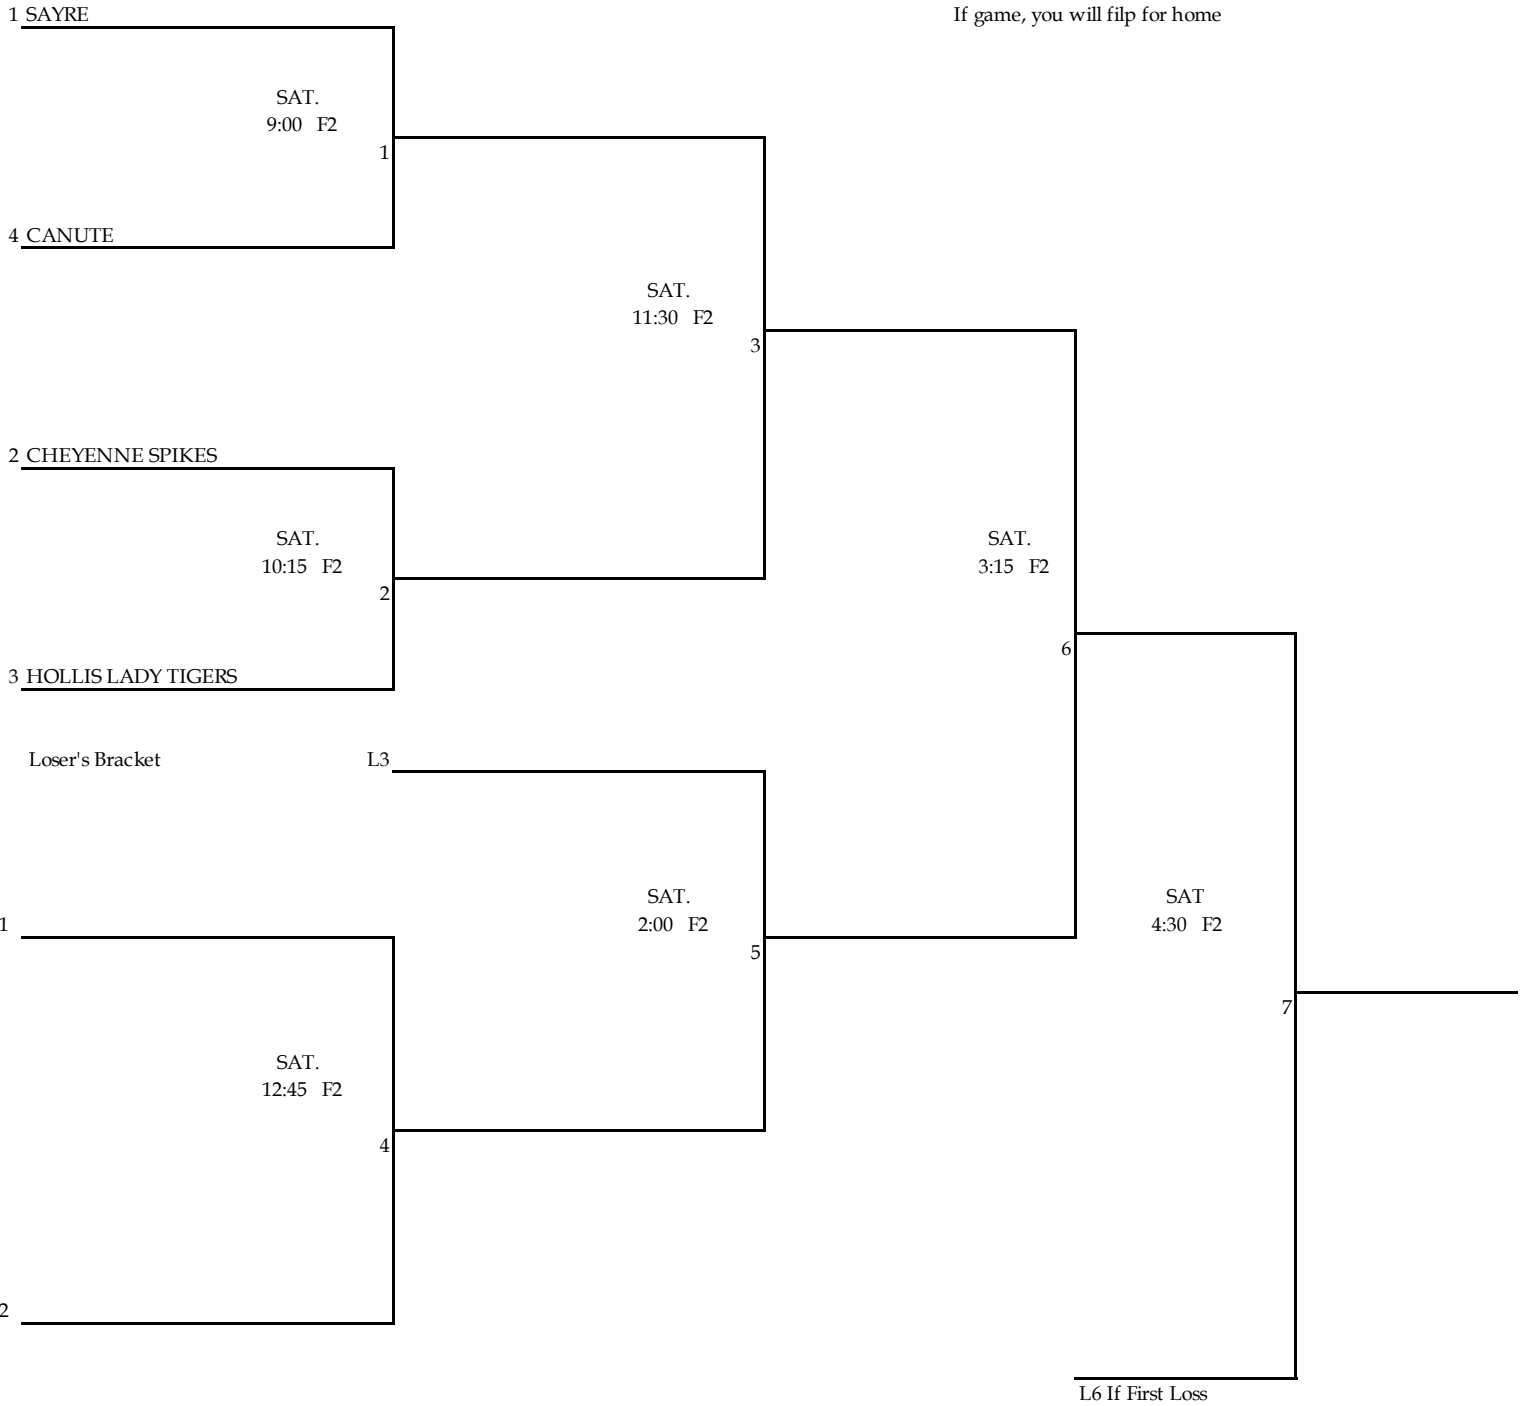 1 SAYRE
If game, you will filp for home
SAT.
9:00 F2
1
4 CANUTE
SAT.
11:30 F2
3
2 CHEYENNE SPIKES
SAT.
10:15 F2
2
SAT.
3:15 F2
6
3 HOLLIS LADY TIGERS
Loser's Bracket
L3
SAT.
2:00 F2
5
SAT
4:30 F2
7
1
SAT.
12:45 F2
4
2
L6 If First Loss